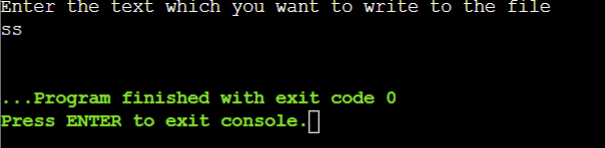 Enter the text which you want to write to the file
ss
...Program finished with exit code 0
Press ENTER to exit console.